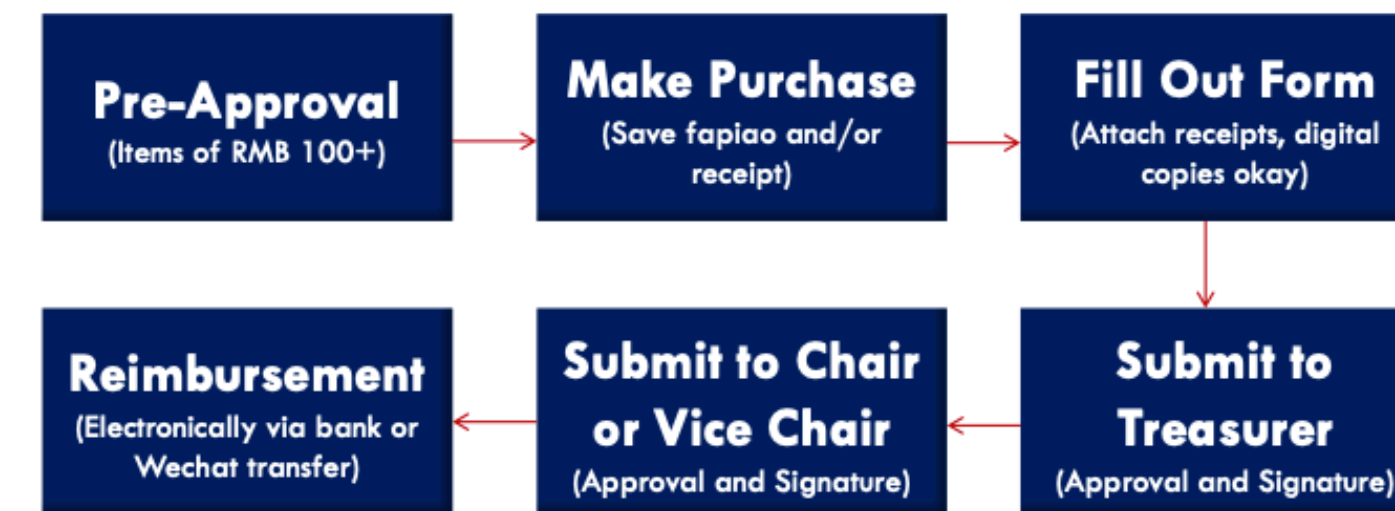 Pre-Approval
(Items of RMB 100+)
Make Purchase
(Save fapiao and/or
receipt)
Fill Out Form
(Attach receipts, digital
copies okay)
Submit to
Treasurer
(Approval and Signature)
Submit to Chair
or Vice Chair
(Approval and Signature)
Reimbursement
(Electronically via bank or
Wechat transfer)